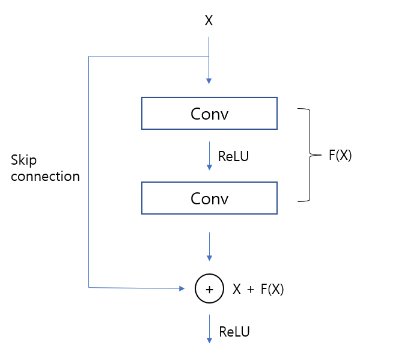 X
Conv
ReLU
F(X)
Skip
connection
Conv
+ X + F(X)
ReLU